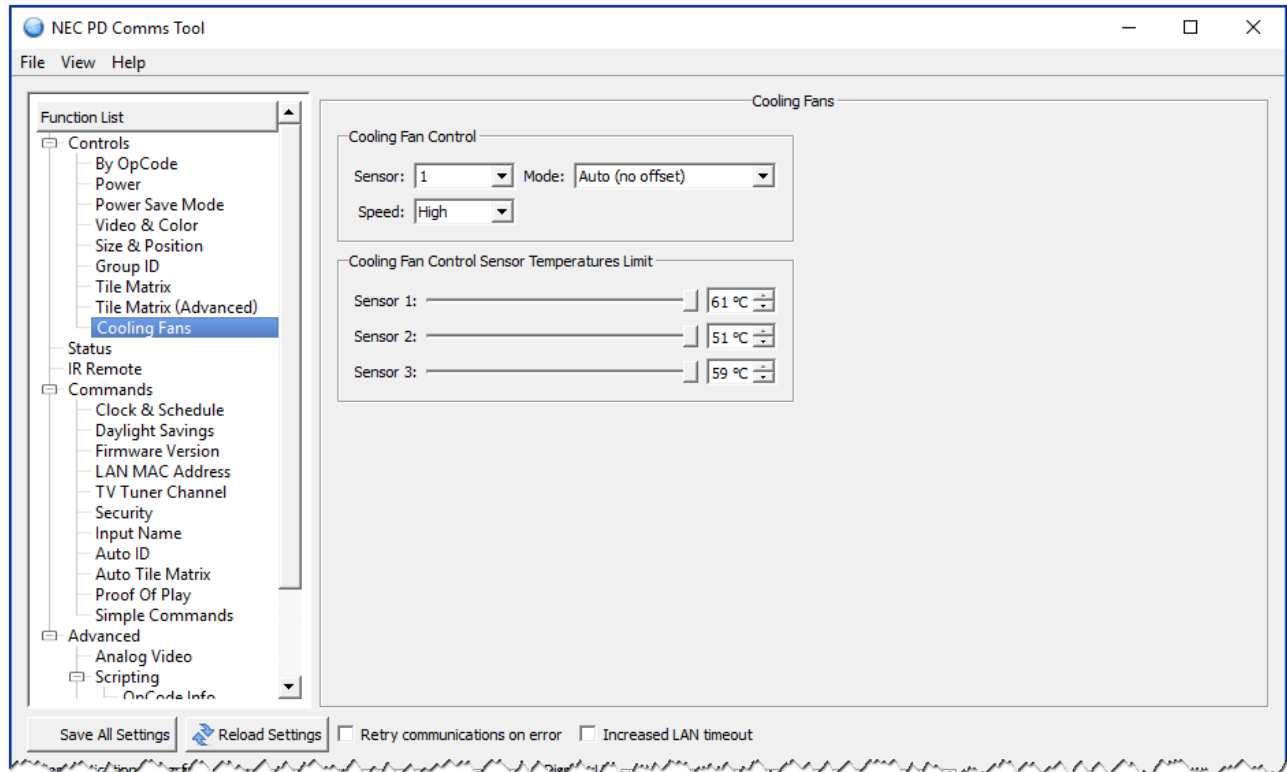 NEC PD Comms Tool
File View Help
Function List
Controls
By OpCode
Power
Power Save Mode
Video & Color
Size & Position
Group ID
Tile Matrix
Tile Matrix (Advanced)
Cooling Fans
Status
IR Remote
Commands
Clock & Schedule
Daylight Savings
Firmware Version
LAN MAC Address
TV Tuner Channel
Security
Input Name
Auto ID
Auto Tile Matrix
Proof Of Play
Simple Commands
Advanced
Analog Video
Scripting
OpCode Info
Cooling Fans
Cooling Fan Control
Sensor: 1 Mode: Auto (no offset)
Speed: High
Cooling Fan Control Sensor Temperatures Limit
Sensor 1: 61 ºC
Sensor 2: 51 ºC
Sensor 3: 59 ºC
Save All Settings Reload Settings Retry communications on error Increased LAN timeout